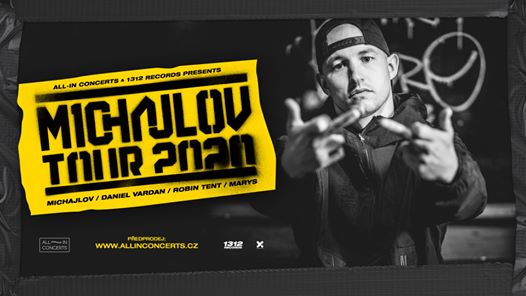 ALL-IN CONCERTS & 1312 RECORDS PRESENTS
MICHAJLOV
TOUR 2020
MICHAJLOV / DANIEL VARDAN / ROBIN TENT / MARYS
ALL IN
CONCERTS
PŘEDPRODEJ:
WWW.ALLINCONCERTS.CZ
1312
RECORDS